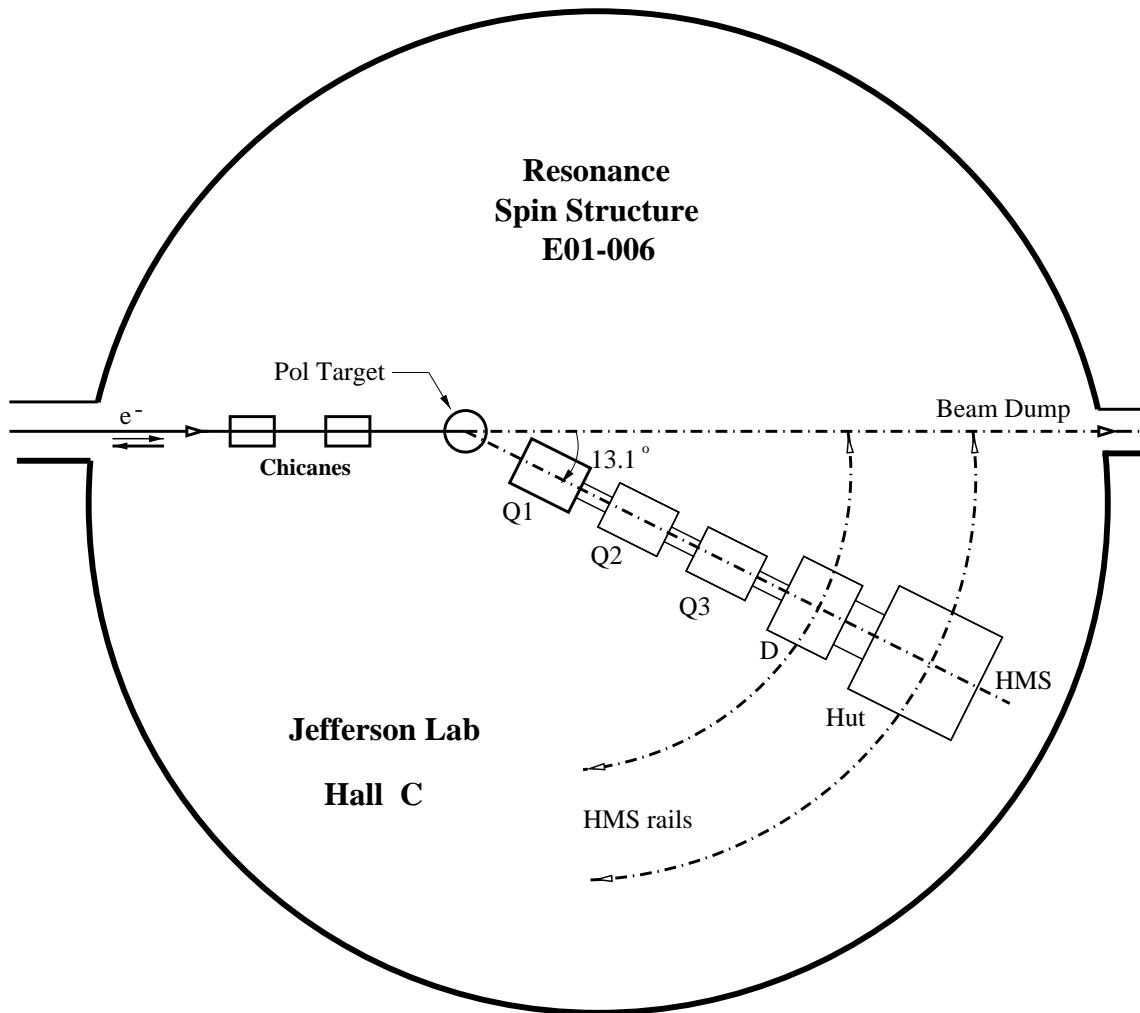 Resonance
Spin Structure
E01-006
Pol Target
e-
Beam Dump
Chicanes
13.1 o
Q1
Q2
Q3
D
HMS
Hut
Jefferson Lab
Hall C
HMS rails